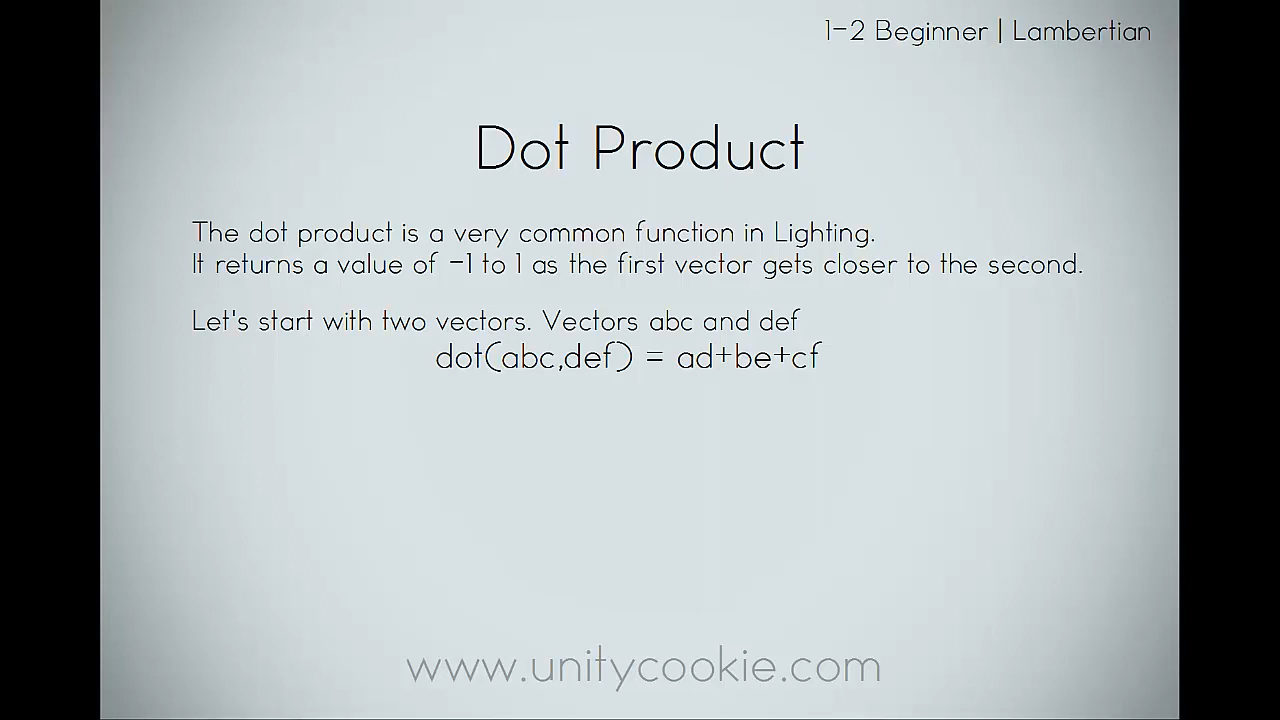 1-2 Beginner | Lambertian
Dot Product
The dot product is a very common function in Lighting.
It returns a value of -1 to 1 as the first vector gets closer to the second.
Let's start with two vectors. Vectors abc and def
dot(abc,def) = ad+be+cf
www.unitycookie.com